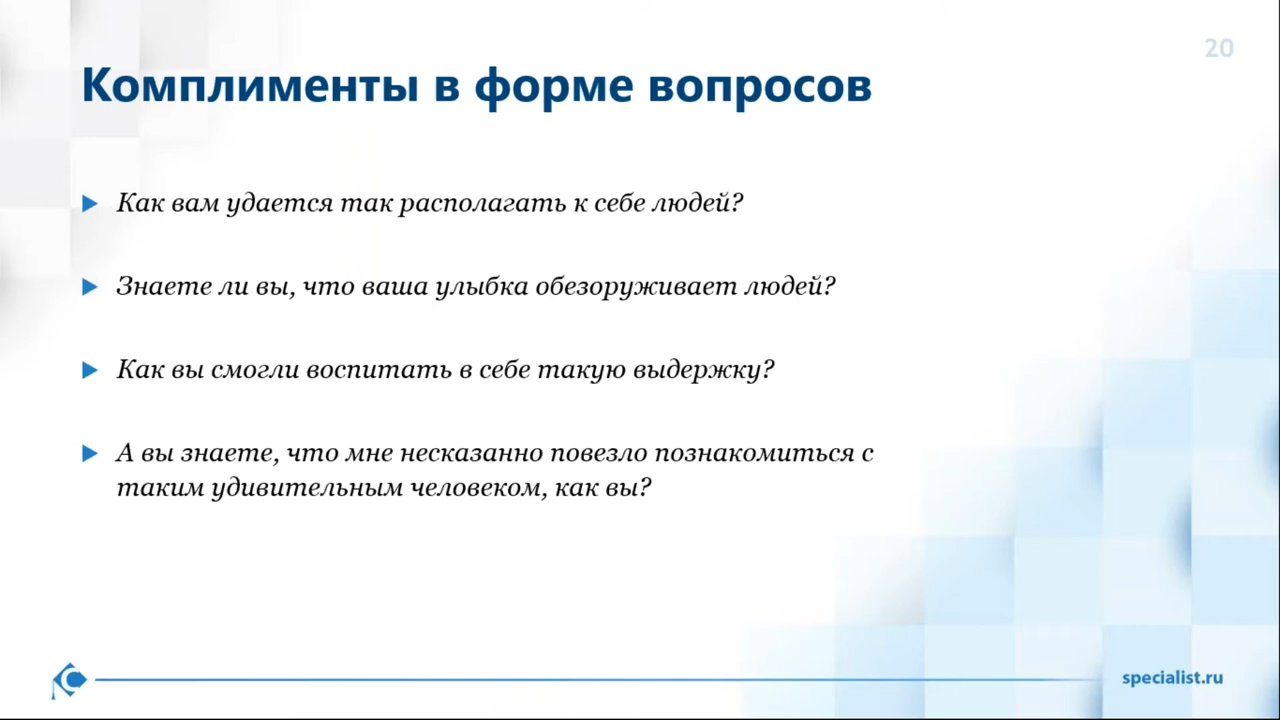 20
Комплименты в форме вопросов
Как вам удается так располагать к себе людей?
Знаете ли вы, что ваша улыбка обезоруживает людей?
Как вы смогли воспитать в себе такую выдержку?
А вы знаете, что мне несказанно повезло познакомиться с
таким удивительным человеком, как вы?
specialist.ru